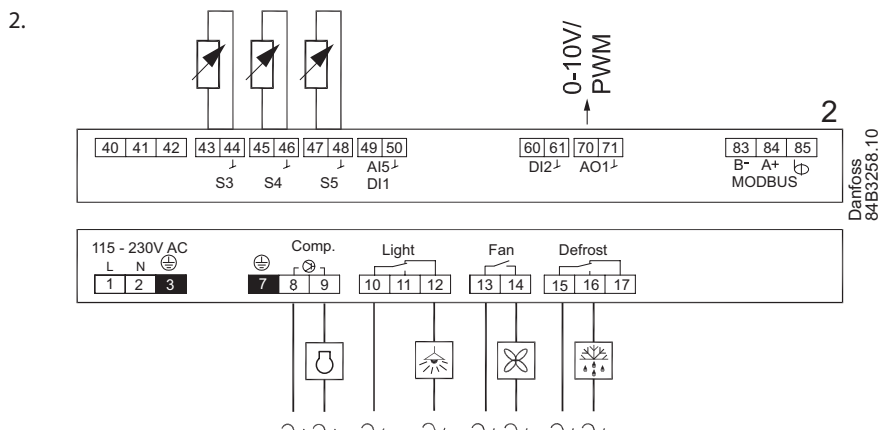 2.
0-10V/
PWM
2
40 41 42 43 44 45 46 47 48 49 50 60 61 70 71 83 84 85
S3 S4 S5 AI5 DI2 AO1 B- A+
DI1 MODBUS
Danfoss
84B3258.10
115 - 230V AC Comp. Light Fan Defrost
L N
1 2 3 7 8 9 10 11 12 13 14 15 16 17